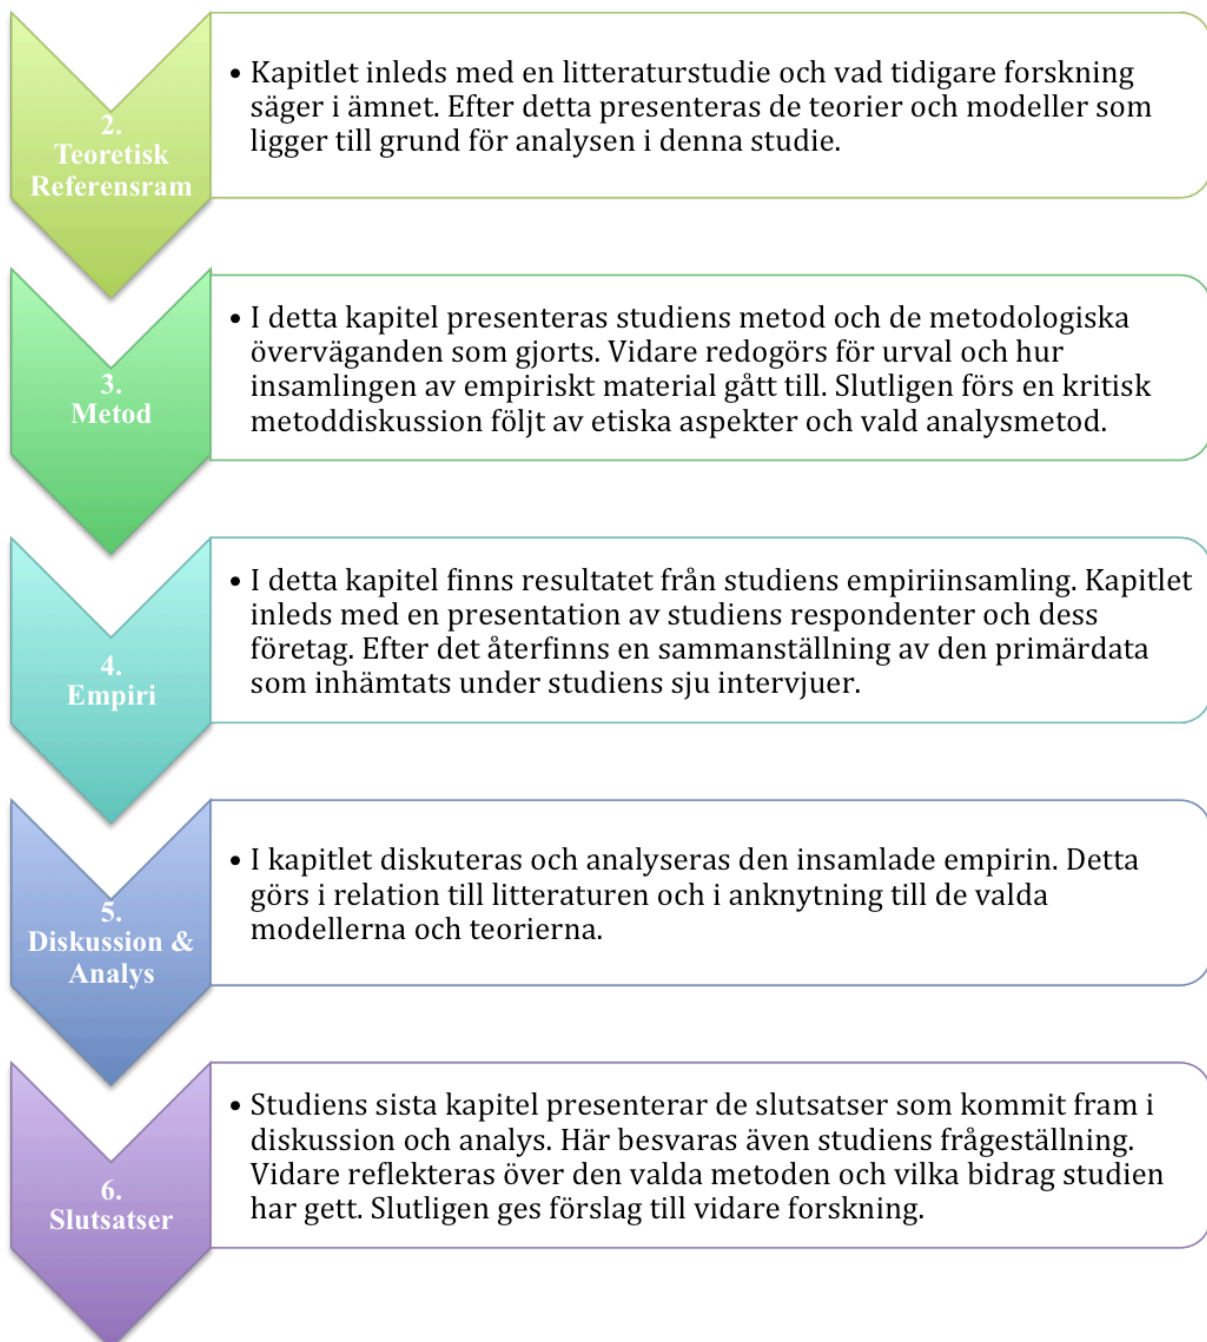 2.
Teoretisk
Referensram
• Kapitlet inleds med en litteraturstudie och vad tidigare forskning
säger i ämnet. Efter detta presenteras de teorier och modeller som
ligger till grund för analysen i denna studie.
3.
Metod
• I detta kapitel presenteras studiens metod och de metodologiska
överväganden som gjorts. Vidare redogörs för urval och hur
insamlingen av empiriskt material gått till. Slutligen förs en kritisk
metoddiskussion följt av etiska aspekter och vald analysmetod.
4.
Empiri
• I detta kapitel finns resultatet från studiens empiriinsamling. Kapitlet
inleds med en presentation av studiens respondenter och dess
företag. Efter det återfinns en sammanställning av den primärdata
som inhämtats under studiens sju intervjuer.
5.
Diskussion &
Analys
• I kapitlet diskuteras och analyseras den insamlade empirin. Detta
görs i relation till litteraturen och i anknytning till de valda
modellerna och teorierna.
6.
Slutsatser
• Studiens sista kapitel presenterar de slutsatser som kommit fram i
diskussion och analys. Här besvaras även studiens frågeställning.
Vidare reflekteras över den valda metoden och vilka bidrag studien
har gett. Slutligen ges förslag till vidare forskning.